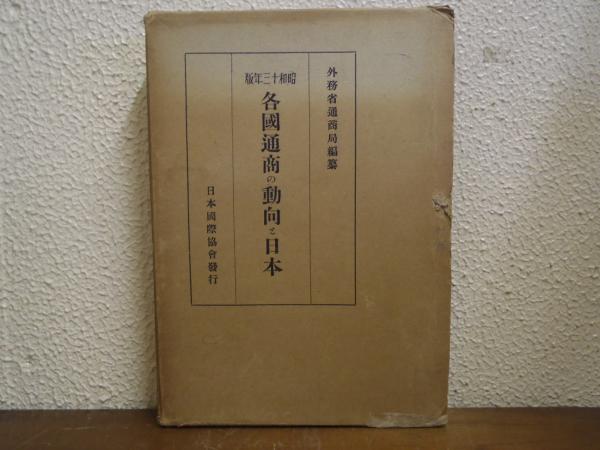 外務省通商局編纂
昭和十三年版
各國通商の動向と日本
日本國際協會發行